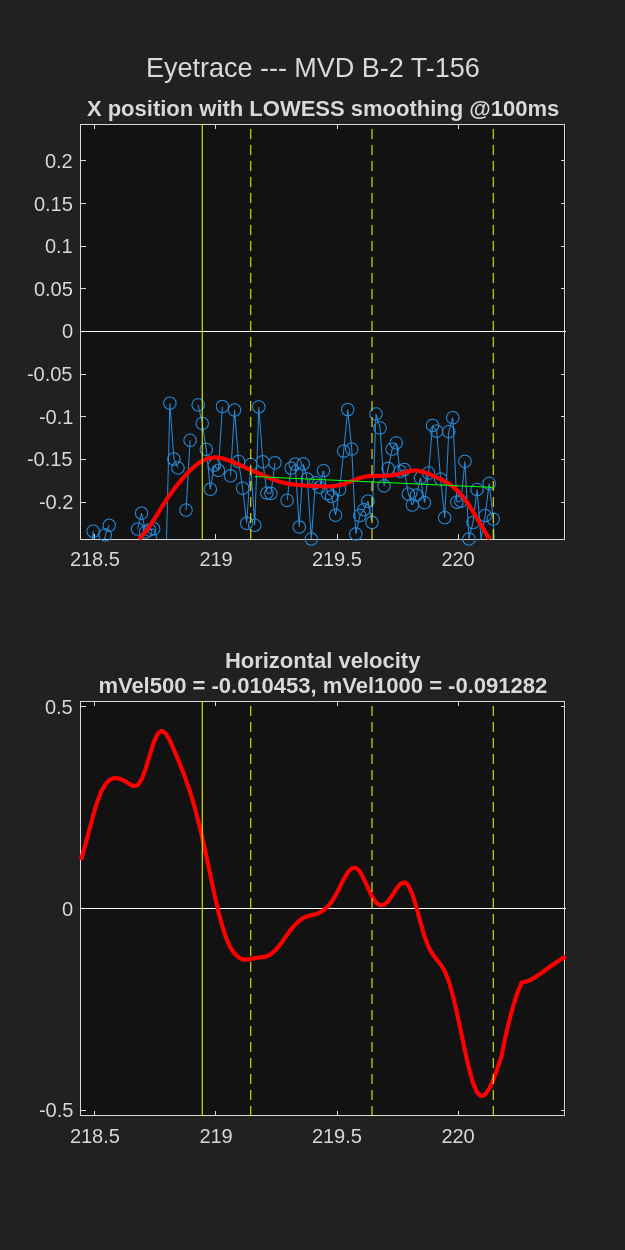 Eyetrace --- MVD B-2 T-156
X position with LOWESS smoothing @100ms
0.2
0.15
0.1
0.05
0
-0.05
-0.1
-0.15
-0.2
218.5 219 219.5 220
Horizontal velocity
mVel500 = -0.010453, mVel1000 = -0.091282
0.5
0
-0.5
218.5 219 219.5 220